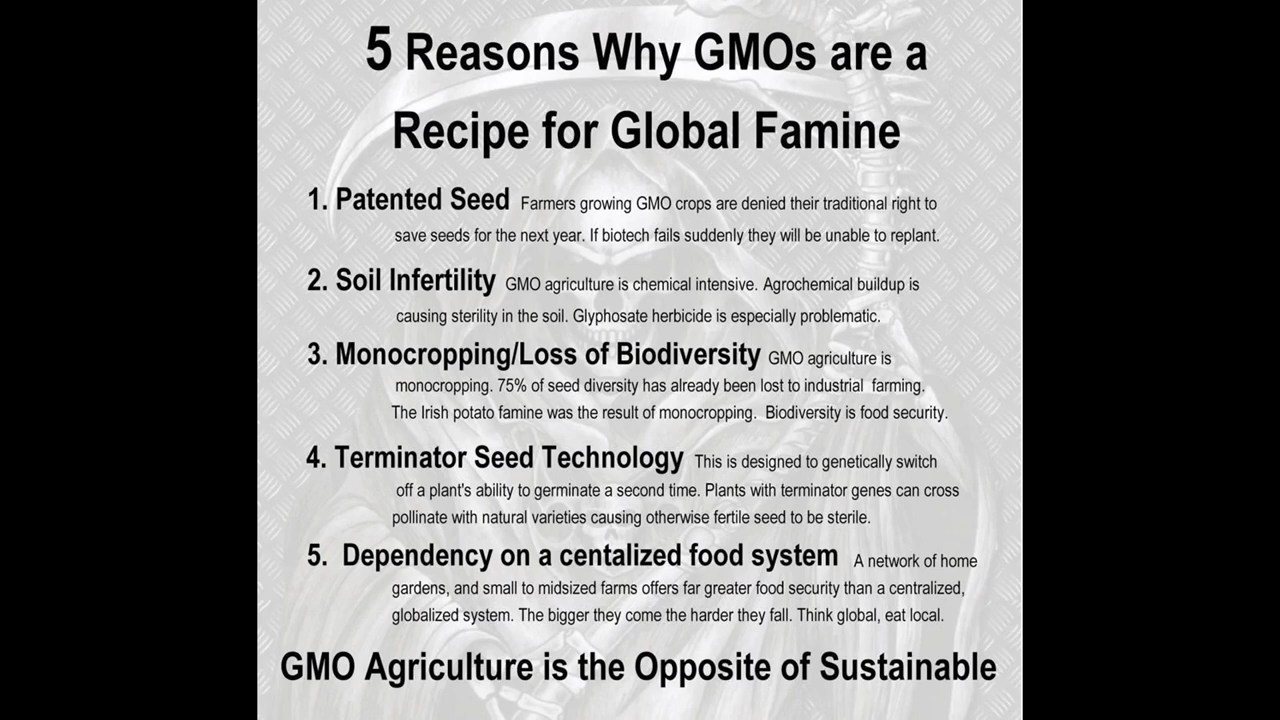 5 Reasons Why GMOs are a
Recipe for Global Famine
1. Patented Seed Farmers growing GMO crops are denied their traditional right to
save seeds for the next year. If biotech fails suddenly they will be unable to replant.
2. Soil Infertility GMO agriculture is chemical intensive. Agrochemical buildup is
causing sterility in the soil. Glyphosate herbicide is especially problematic.
3. Monocropping/Loss of Biodiversity GMO agriculture is
monocropping. 75% of seed diversity has already been lost to industrial farming.
The Irish potato famine was the result of monocropping. Biodiversity is food security.
4. Terminator Seed Technology This is designed to genetically switch
off a plant's ability to germinate a second time. Plants with terminator genes can cross
pollinate with natural varieties causing otherwise fertile seed to be sterile.
5. Dependency on a centalized food system A network of home
gardens, and small to midsized farms offers far greater food security than a centralized,
globalized system. The bigger they come the harder they fall. Think global, eat local.
GMO Agriculture is the Opposite of Sustainable